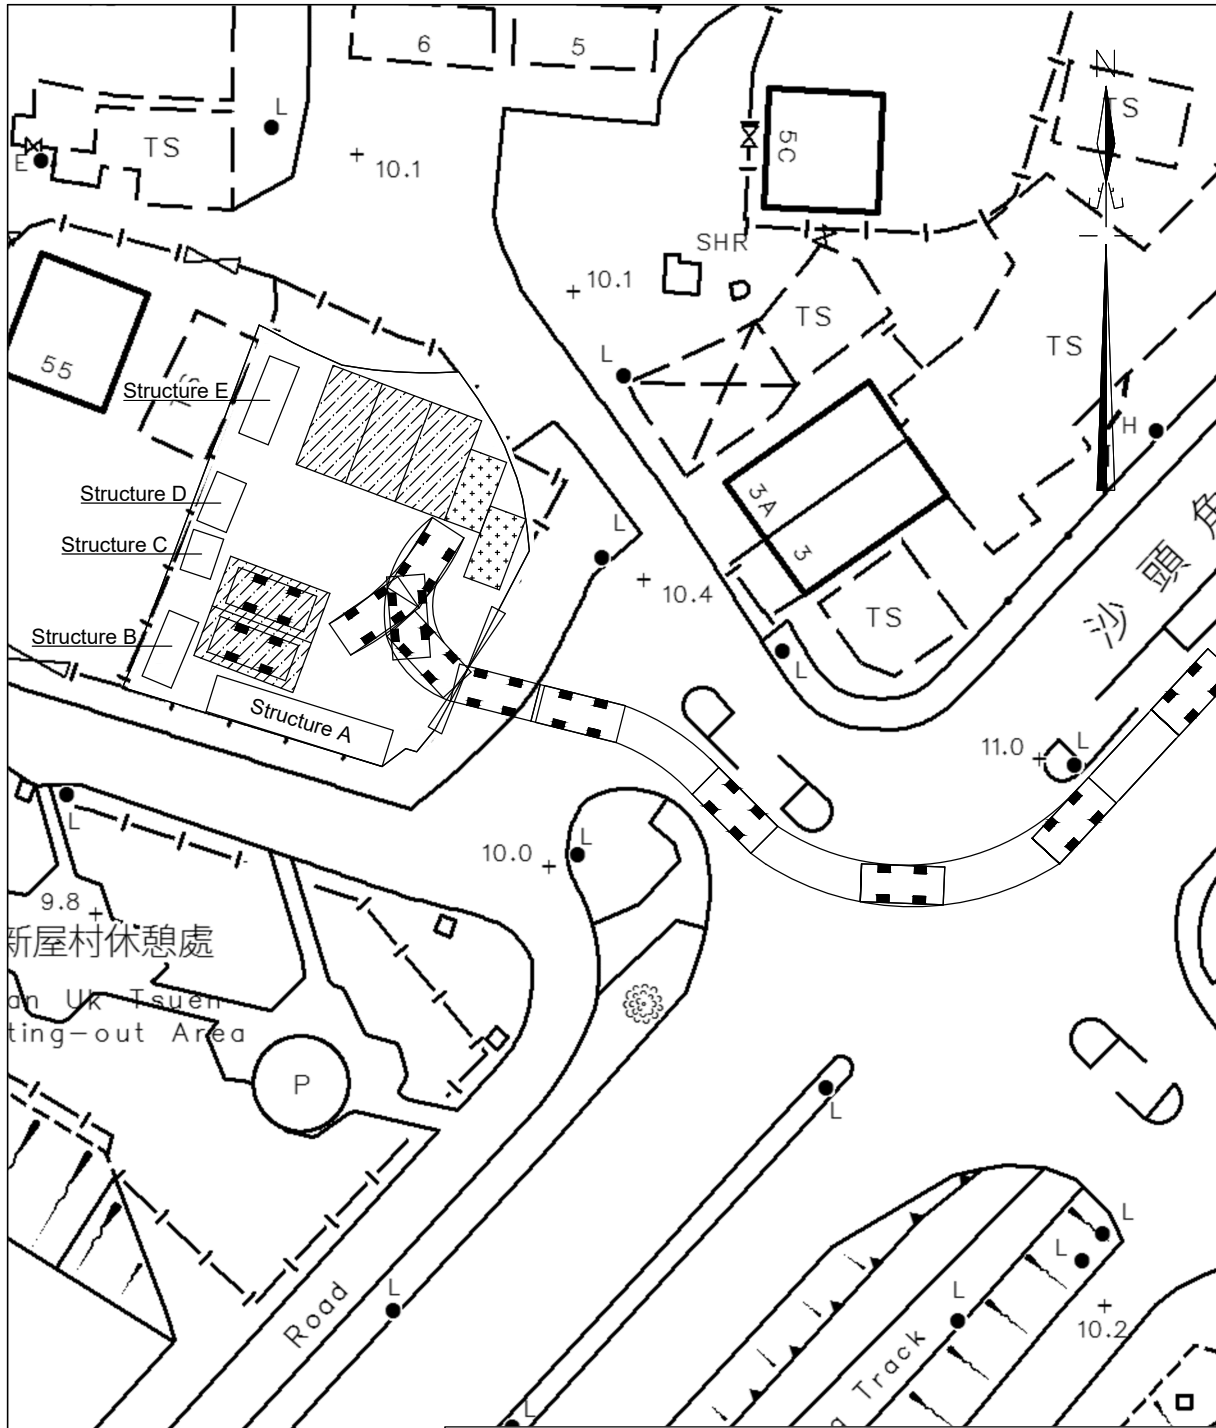 6
5
L
TS
E
10.1
5C
N
TS
SHR
10.1
TS
TS
L
55
TS
Structure E
H
Structure D
3A
L
沙頭角
Structure C
3
10.4
TS
Structure B
L
Structure A
11.0
L
L
10.0
L
9.8
新屋村休憩處
an Uk Tsuen
ting-out Area
P
L
L
L
L
L
Road
10.2
Track
L